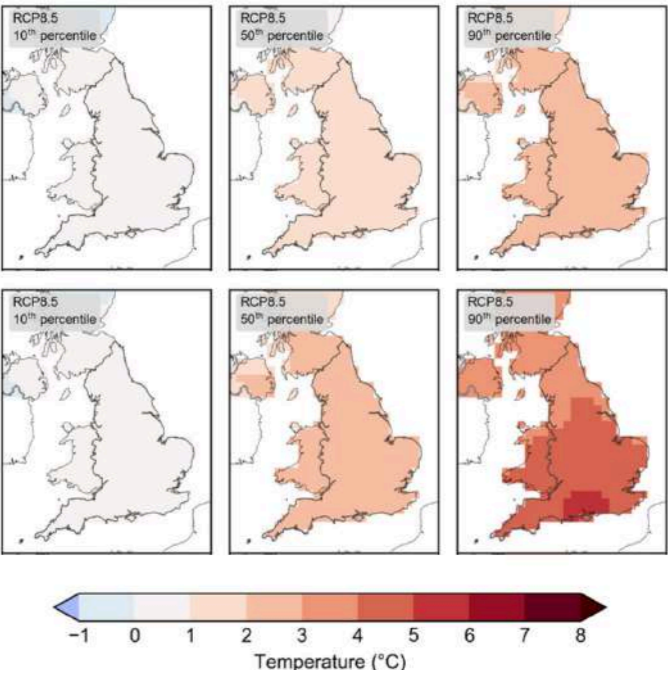 RCP8.5
10th percentile
RCP8.5
50th percentile
RCP8.5
90th percentile
RCP8.5
10th percentile
RCP8.5
50th percentile
RCP8.5
90th percentile
−1 0 1 2 3 4 5 6 7 8
Temperature (°C)